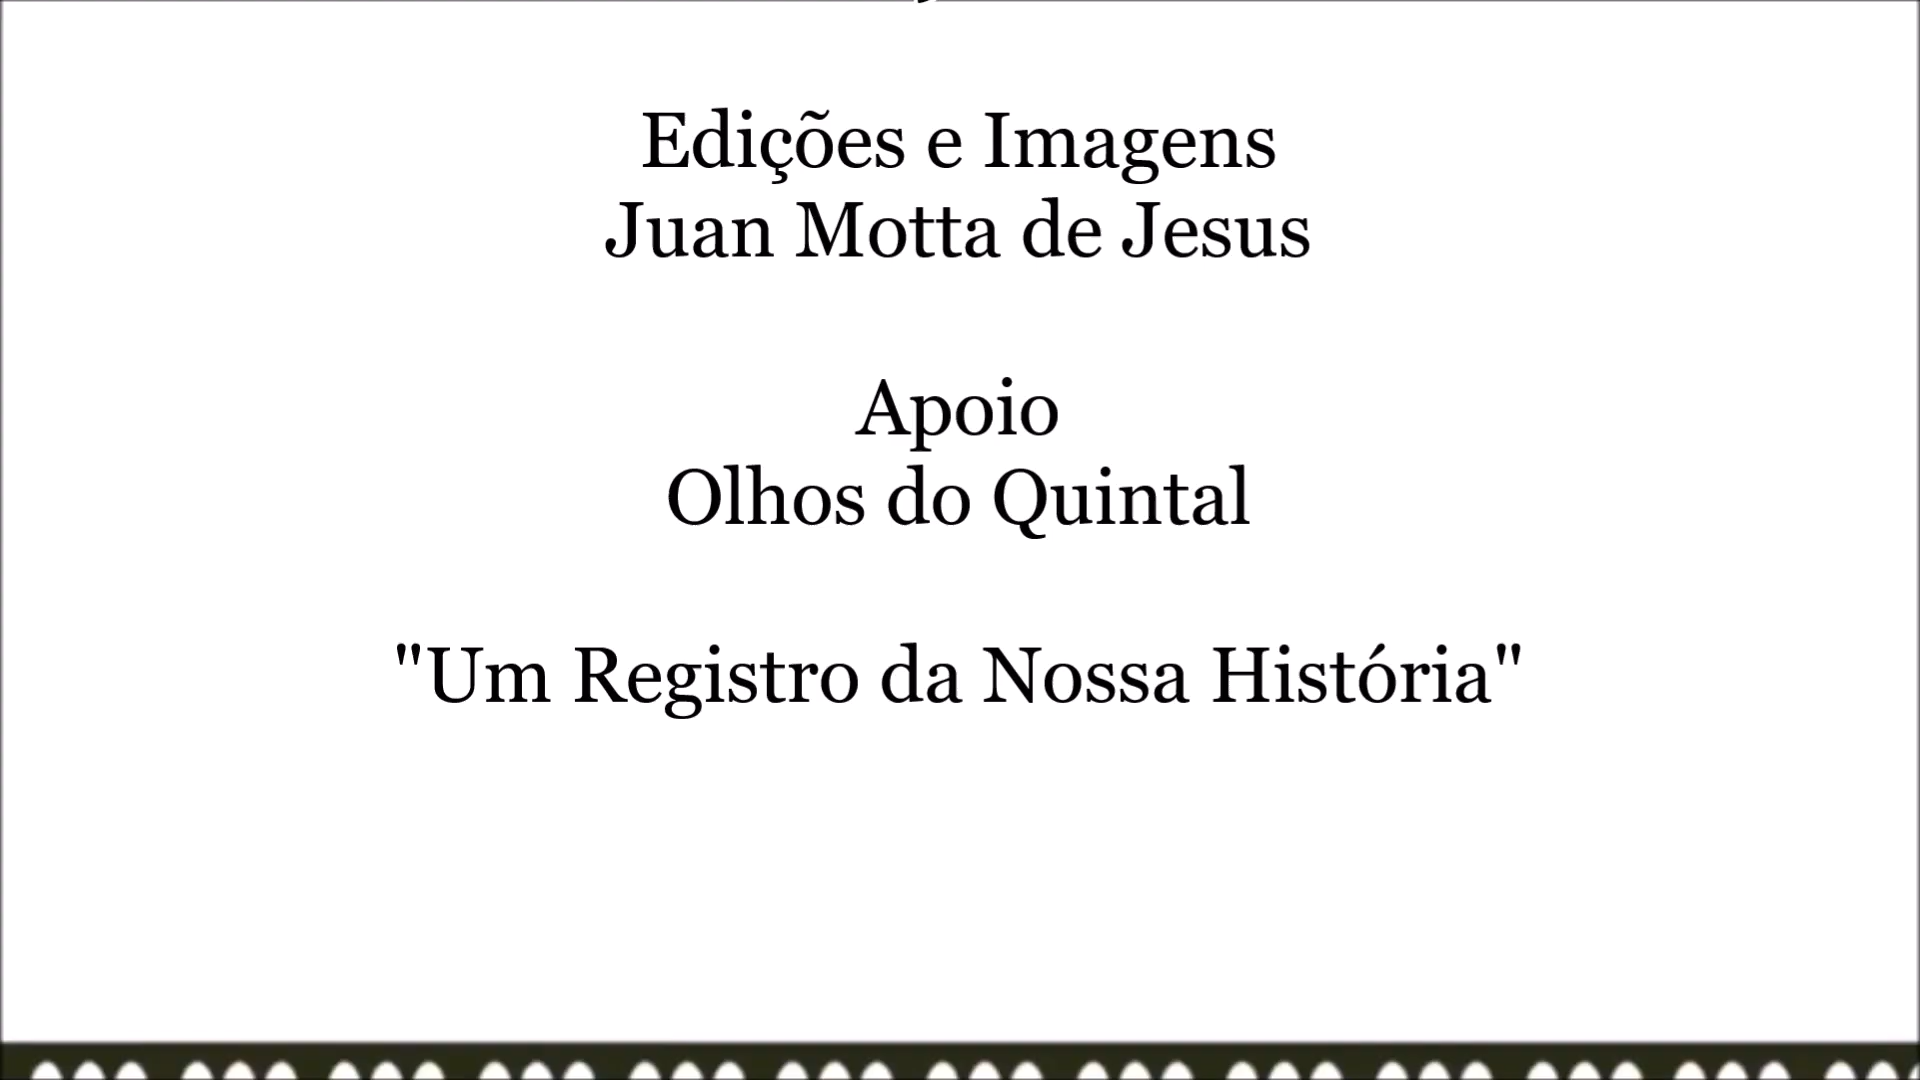 Edições e Imagens
Juan Motta de Jesus
Apoio
Olhos do Quintal
"Um Registro da Nossa História"